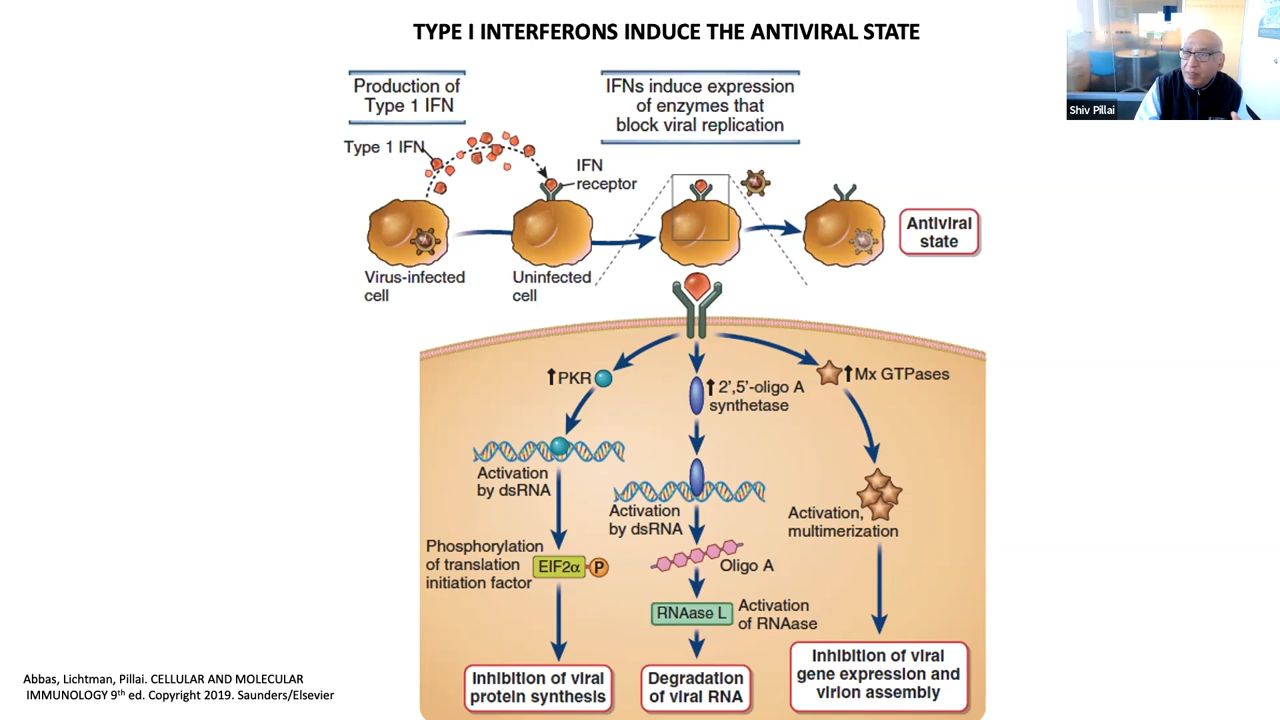 TYPE I INTERFERONS INDUCE THE ANTIVIRAL STATE
Shiv Pillai
Production of
Type 1 IFN
IFNs induce expression
of enzymes that
block viral replication
Type 1 IFN
IFN
receptor
Virus-infected
cell
Uninfected
cell
Antiviral
state
PKR
2',5'-oligo A
synthetase
Mx GTPases
Activation
by dsRNA
Activation
by dsRNA
Activation,
multimerization
Phosphorylation
of translation
initiation factor
EIF2α
P
Oligo A
RNAase L
Activation
of RNAase
Inhibition of viral
protein synthesis
Degradation
of viral RNA
Inhibition of viral
gene expression and
virion assembly
Abbas, Lichtman, Pillai. CELLULAR AND MOLECULAR
IMMUNOLOGY 9th ed. Copyright 2019. Saunders/Elsevier